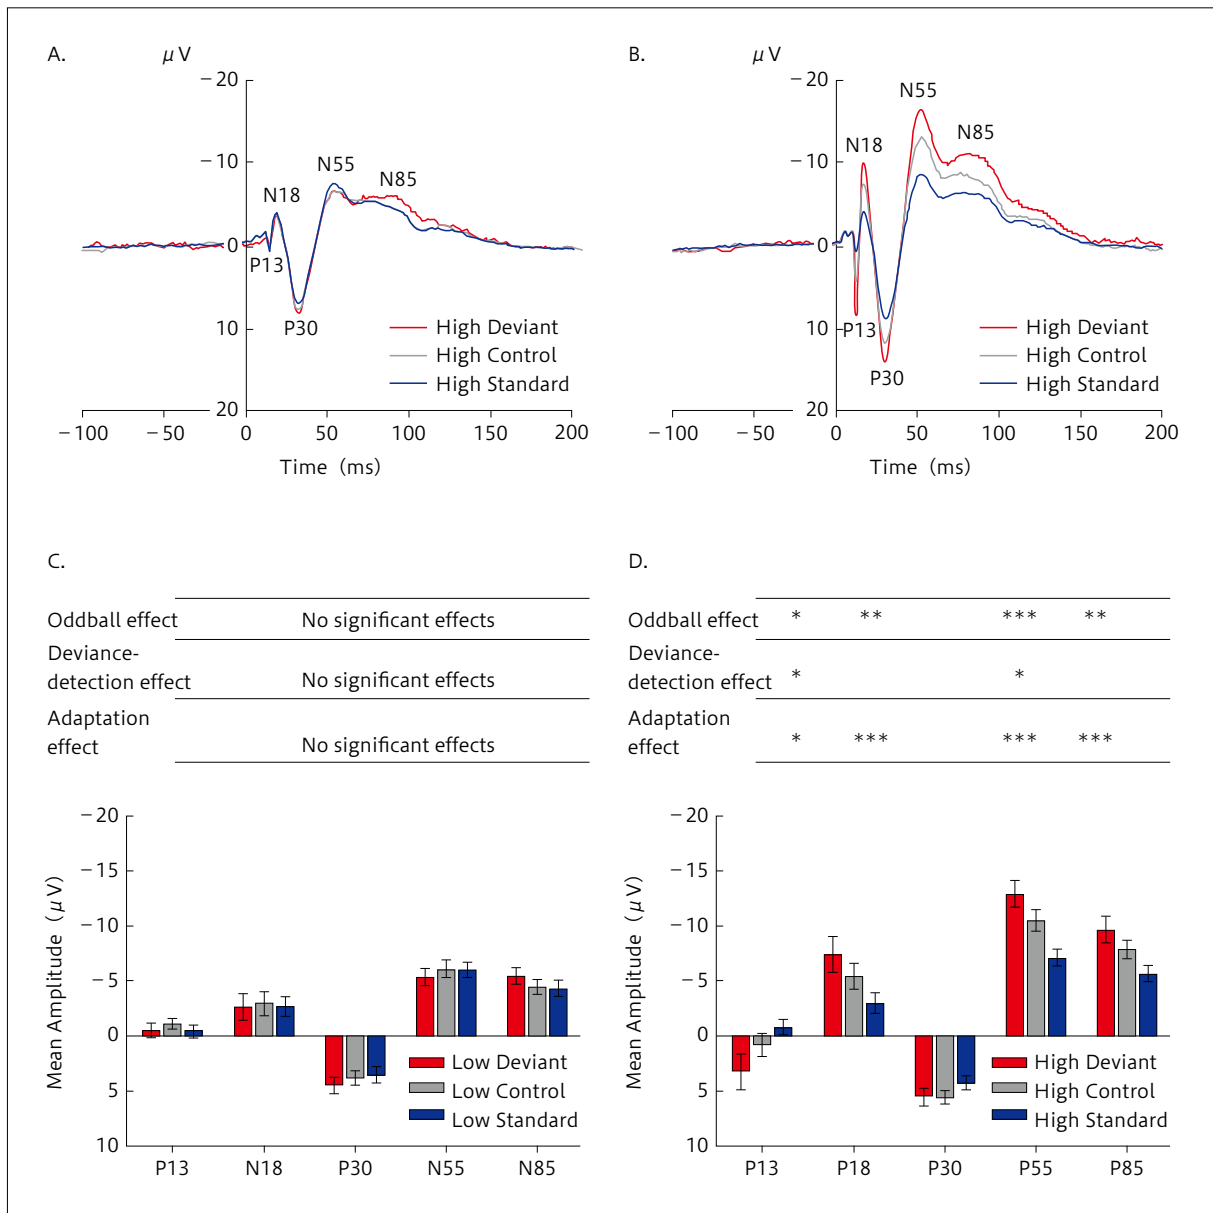 A.
μV
−20
−10
0
10
20
N18
N55
N85
P13
P30
High Deviant
High Control
High Standard
−100
−50
0
50
100
150
200
Time (ms)
B.
μV
−20
−10
0
10
20
N55
N85
N18
P13
P30
High Deviant
High Control
High Standard
−100
−50
0
50
100
150
200
Time (ms)
C.
Oddball effect No significant effects
Deviance-
detection effect No significant effects
Adaptation
effect No significant effects
Mean Amplitude (μV)
−20
−15
−10
−5
0
5
10
Low Deviant
Low Control
Low Standard
P13 N18 P30 N55 N85
D.
Oddball effect * ** *** **
Deviance-
detection effect * *
Adaptation
effect * *** *** ***
Mean Amplitude (μV)
−20
−15
−10
−5
0
5
10
High Deviant
High Control
High Standard
P13 P18 P30 P55 P85